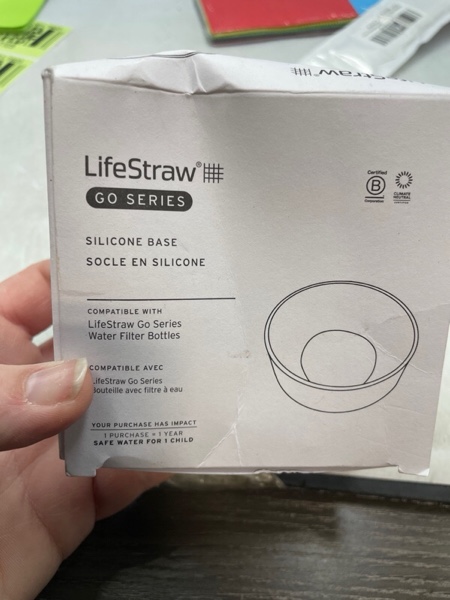 LifeStraw®
GO SERIES
SILICONE BASE
SOCLE EN SILICONE
COMPATIBLE WITH
LifeStraw Go Series
Water Filter Bottles
COMPATIBLE AVEC
LifeStraw Go Series
Bouteille avec filtre à eau
YOUR PURCHASE HAS IMPACT
1 PURCHASE = 1 YEAR
SAFE WATER FOR 1 CHILD
Certified
B
Corporation
CLIMATE
NEUTRAL